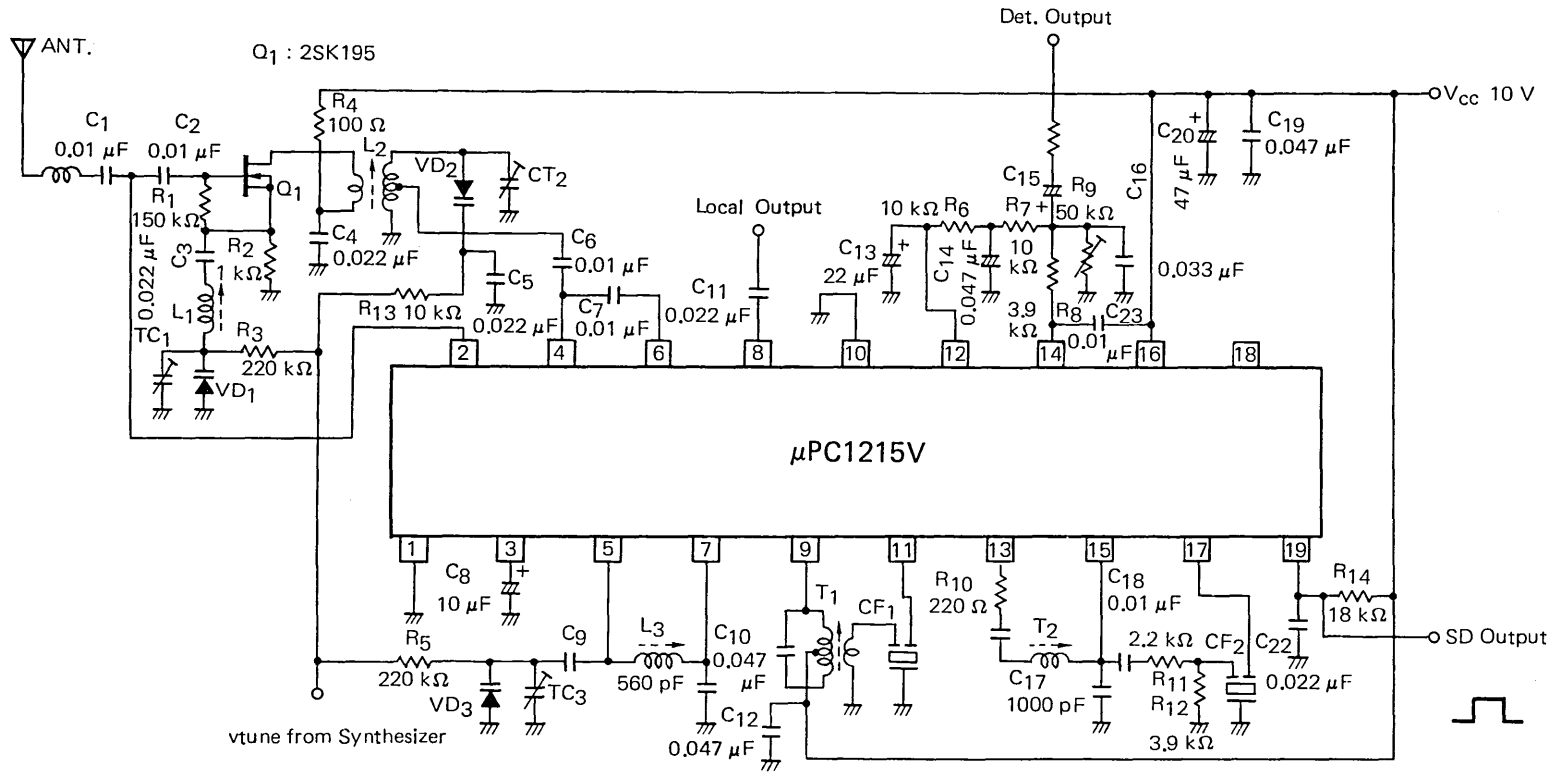 Det. Output
ANT.
Q1 : 2SK195
VCC 10 V
R4
100 Ω
C1
0.01 μF
C2
0.01 μF
L2
VD2
CT2
Q1
R1
150 kΩ
C3
0.022 μF
R2
1 kΩ
L1
C4
0.022 μF
C5
0.022 μF
C6
0.01 μF
C7
0.01 μF
R13 10 kΩ
TC1
R3
220 kΩ
VD1
Local Output
C11
0.022 μF
10 kΩ
R6
R7
10
kΩ
C13
+
22 μF
C14
0.047 μF
C15
+
R9
50 kΩ
0.033 μF
3.9
kΩ
R8
C23
0.01
μF
C16
C20
+
47 μF
C19
0.047 μF
2
4
6
8
10
12
14
16
18
μPC1215V
1
3
5
7
9
11
13
15
17
19
C8
10 μF
+
R5
220 kΩ
VD3
TC3
C9
L3
560 pF
C10
0.047
μF
C12
0.047 μF
T1
CF1
R10
220 Ω
T2
C17
1000 pF
C18
0.01 μF
2.2 kΩ
R11
R12
3.9 kΩ
CF2
C22
0.022 μF
R14
18 kΩ
SD Output
vtune from Synthesizer